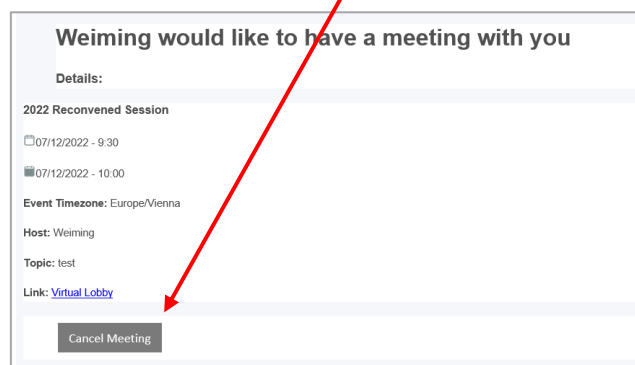 Weiming would like to have a meeting with you
Details:
2022 Reconvened Session
07/12/2022 - 9:30
07/12/2022 - 10:00
Event Timezone: Europe/Vienna
Host: Weiming
Topic: test
Link: Virtual Lobby
Cancel Meeting